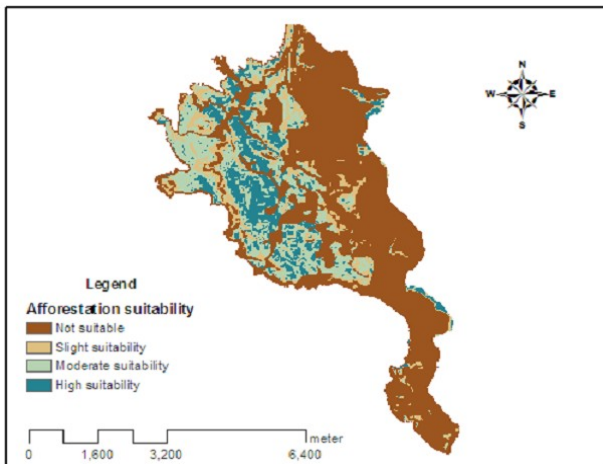 N
W E
S
Legend
Afforestation suitability
Not suitable
Slight suitability
Moderate suitability
High suitability
meter
0 1,600 3,200 6,400